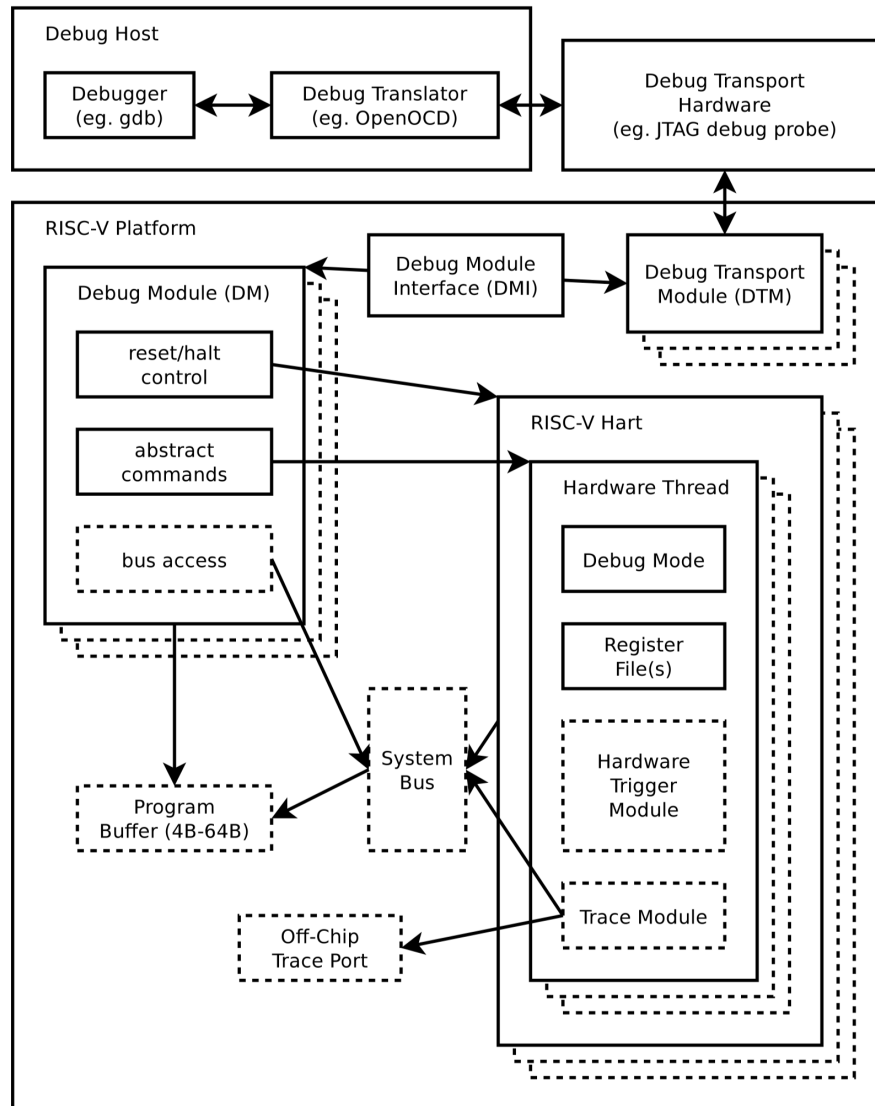 Debug Host
Debugger
(eg. gdb)
Debug Translator
(eg. OpenOCD)
Debug Transport
Hardware
(eg. JTAG debug probe)
RISC-V Platform
Debug Module
Interface (DMI)
Debug Transport
Module (DTM)
Debug Module (DM)
reset/halt
control
abstract
commands
bus access
RISC-V Hart
Hardware Thread
Debug Mode
Register
File(s)
Hardware
Trigger
Module
Trace Module
System
Bus
Program
Buffer (4B-64B)
Off-Chip
Trace Port